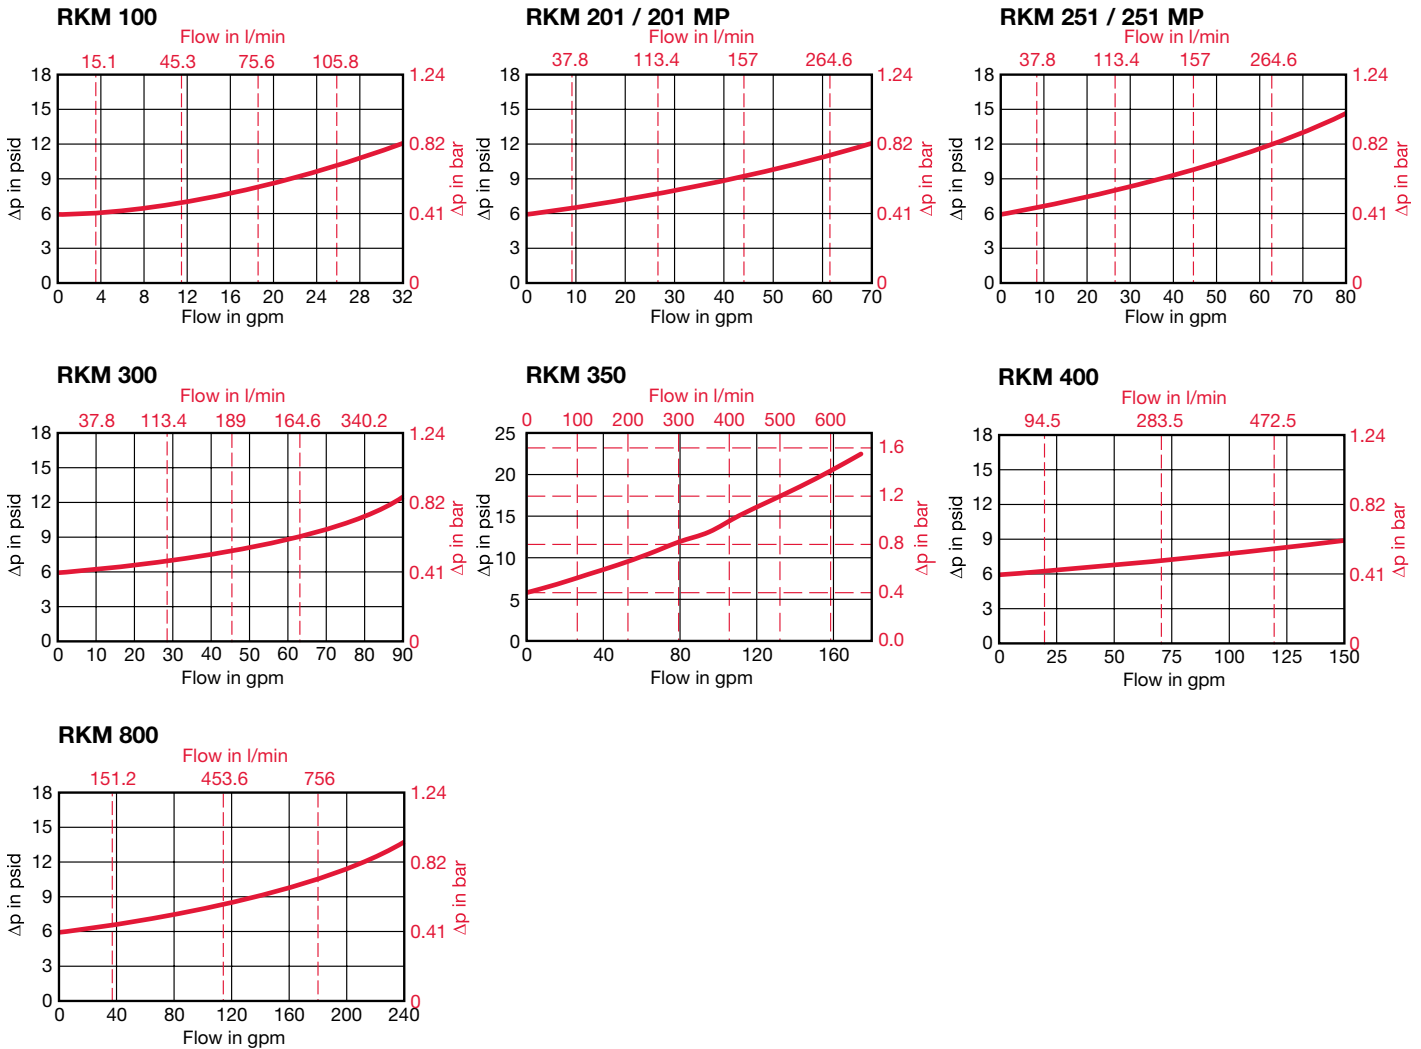 RKM 100
Flow in l/min
15.1 45.3 75.6 105.8
18 15 12 9 6 3 0
Δp in psid
1.24 0.82 0.41 0
Δp in bar
0 4 8 12 16 20 24 28 32
Flow in gpm
RKM 201 / 201 MP
Flow in l/min
37.8 113.4 157 264.6
18 15 12 9 6 3 0
Δp in psid
1.24 0.82 0.41 0
Δp in bar
0 10 20 30 40 50 60 70
Flow in gpm
RKM 251 / 251 MP
Flow in l/min
37.8 113.4 157 264.6
18 15 12 9 6 3 0
Δp in psid
1.24 0.82 0.41 0
Δp in bar
0 10 20 30 40 50 60 70 80
Flow in gpm
RKM 300
Flow in l/min
37.8 113.4 189 164.6 340.2
18 15 12 9 6 3 0
Δp in psid
1.24 0.82 0.41 0
Δp in bar
0 10 20 30 40 50 60 70 80 90
Flow in gpm
RKM 350
Flow in l/min
0 100 200 300 400 500 600
25 20 15 10 5 0
Δp in psid
1.6 1.2 0.8 0.4 0.0
Δp in bar
0 40 80 120 160
Flow in gpm
RKM 400
Flow in l/min
94.5 283.5 472.5
18 15 12 9 6 3 0
Δp in psid
1.24 0.82 0.41 0
Δp in bar
0 25 50 75 100 125 150
Flow in gpm
RKM 800
Flow in l/min
151.2 453.6 756
18 15 12 9 6 3 0
Δp in psid
1.24 0.82 0.41 0
Δp in bar
0 40 80 120 160 200 240
Flow in gpm